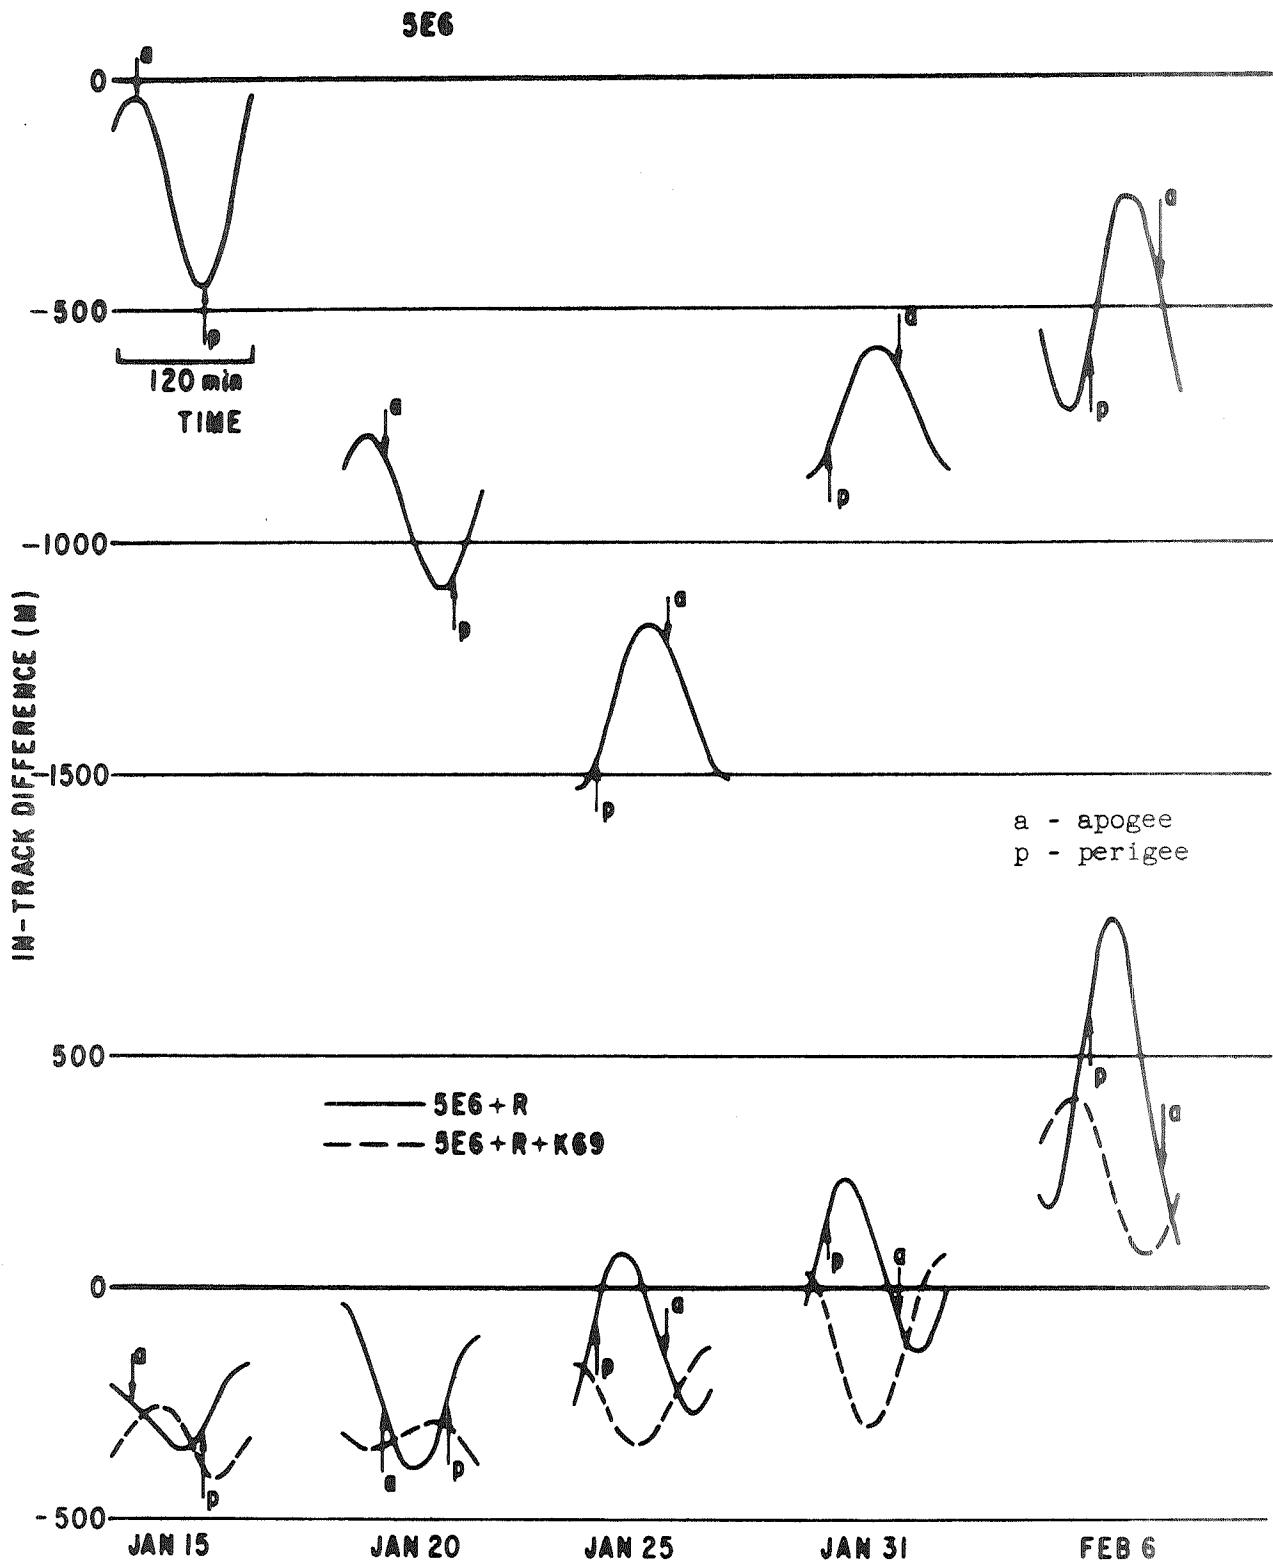 5E6
a
0
a
-500
p
a
120 min
TIME
a
p
p
-1000
a
p
IN-TRACK DIFFERENCE (M)
-1500
p
a - apogee
p - perigee
500
p
5E6 + R
a
5E6 + R + K69
a
p
0
a
a
p
p
a
p
-500
JAN 15
JAN 20
JAN 25
JAN 31
FEB 6